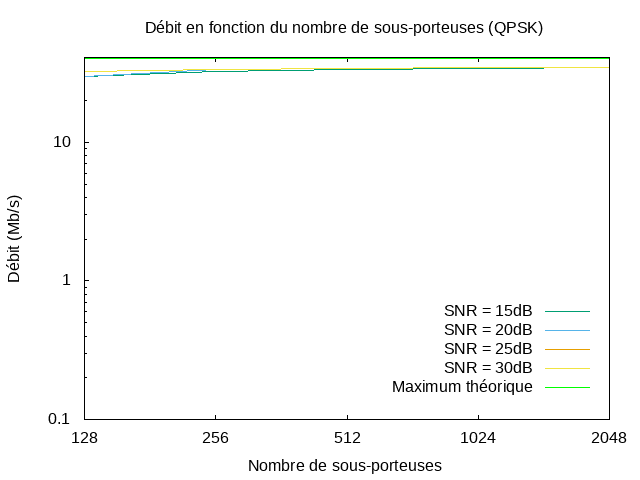 Débit en fonction du nombre de sous-porteuses (QPSK)
Débit (Mb/s)
10
1
0.1
SNR = 15dB
SNR = 20dB
SNR = 25dB
SNR = 30dB
Maximum théorique
128 256 512 1024 2048
Nombre de sous-porteuses